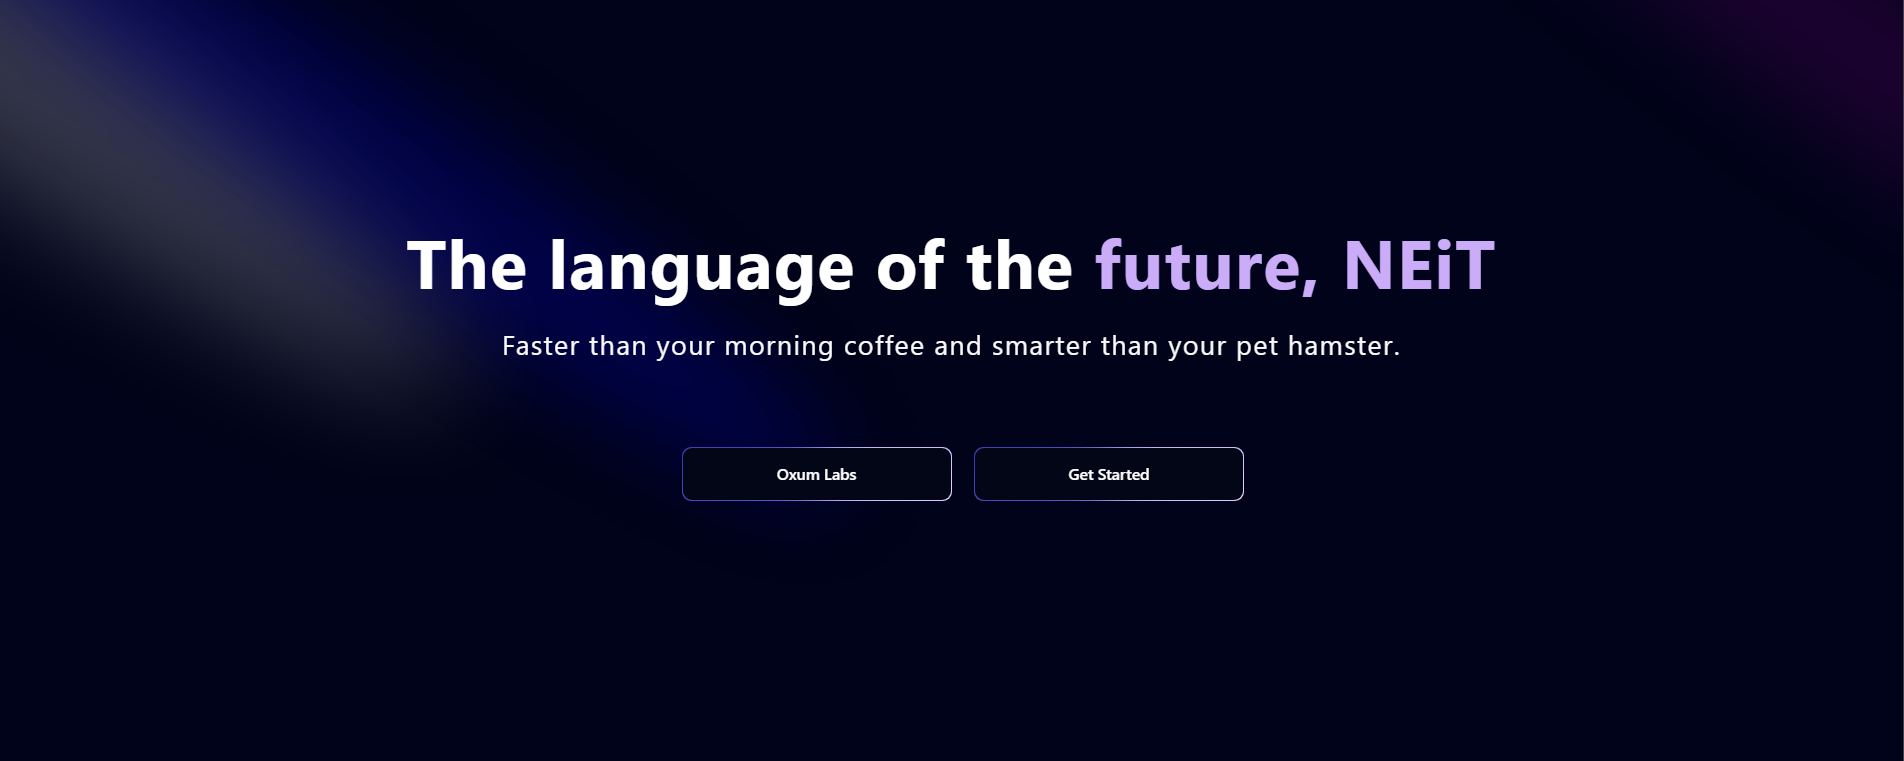 The language of the future, NEiT
Faster than your morning coffee and smarter than your pet hamster.
Oxum Labs
Get Started